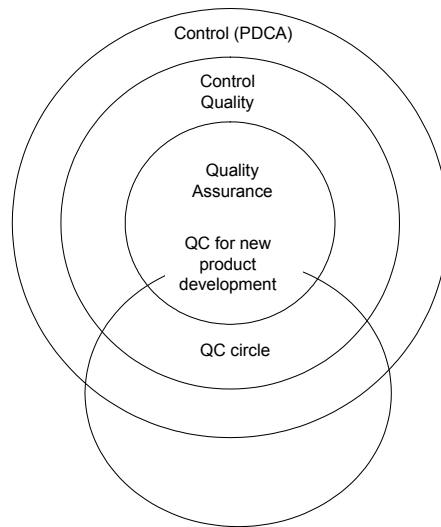 Control (PDCA)
Control
Quality
Quality
Assurance
QC for new
product
development
QC circle